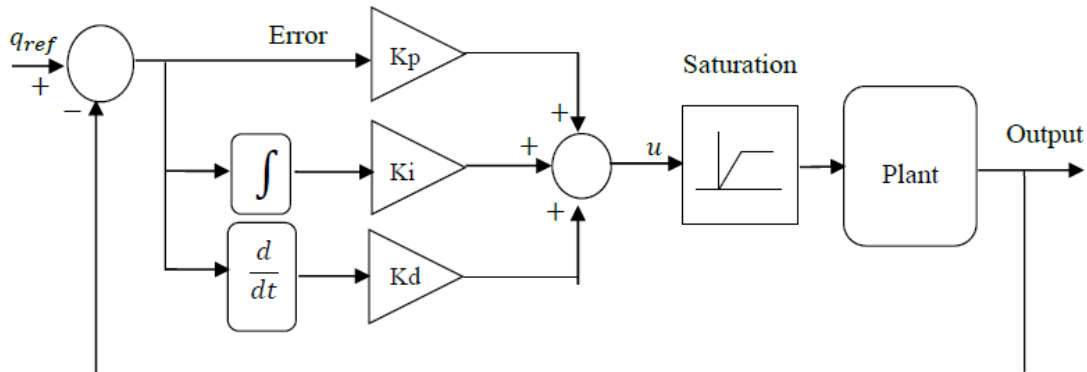 q_ref
+
−
Error
Kp
∫
Ki
d
dt
Kd
+
+
+
u
Saturation
Plant
Output